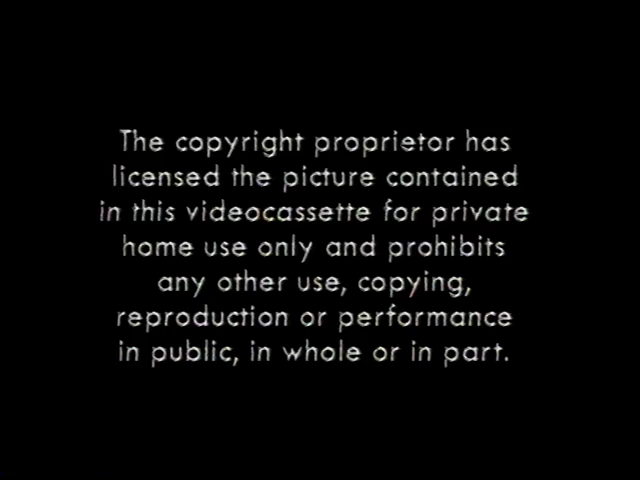 The copyright proprietor has
licensed the picture contained
in this videocassette for private
home use only and prohibits
any other use, copying,
reproduction or performance
in public, in whole or in part.